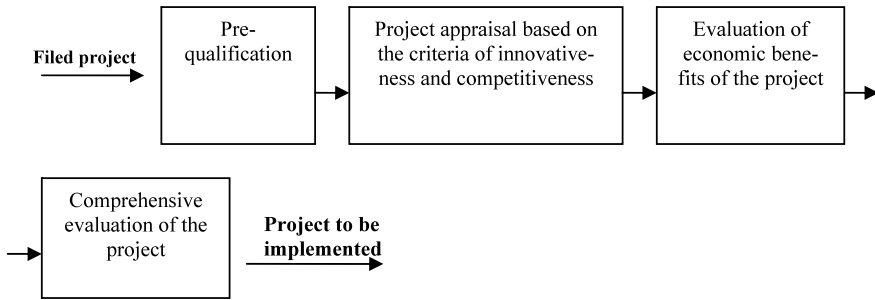 Filed project
Pre-
qualification
Project appraisal based on
the criteria of innovative-
ness and competitiveness
Evaluation of
economic bene-
fits of the project
Comprehensive
evaluation of the
project
Project to be
implemented